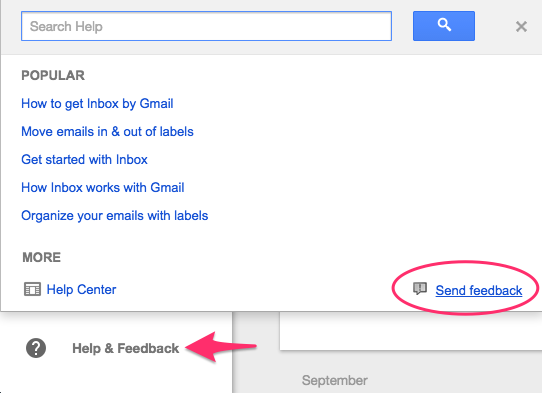 Search Help
POPULAR
How to get Inbox by Gmail
Move emails in & out of labels
Get started with Inbox
How Inbox works with Gmail
Organize your emails with labels
MORE
Help Center
Send feedback
Help & Feedback
September